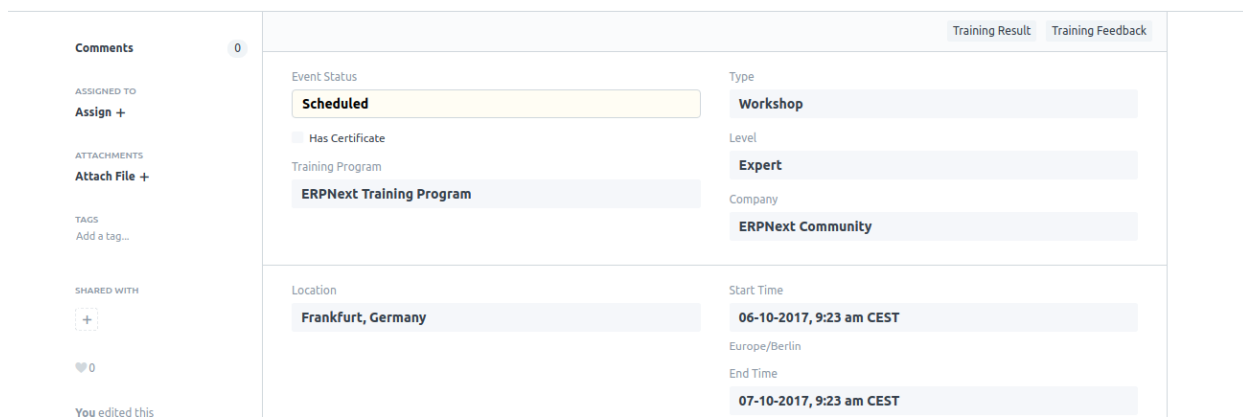 Training Result Training Feedback
Comments 0
ASSIGNED TO
Assign +
ATTACHMENTS
Attach File +
TAGS
Add a tag...
SHARED WITH
+
0
You edited this
Event Status
Scheduled
Has Certificate
Training Program
ERPNext Training Program
Type
Workshop
Level
Expert
Company
ERPNext Community
Location
Frankfurt, Germany
Start Time
06-10-2017, 9:23 am CEST
Europe/Berlin
End Time
07-10-2017, 9:23 am CEST